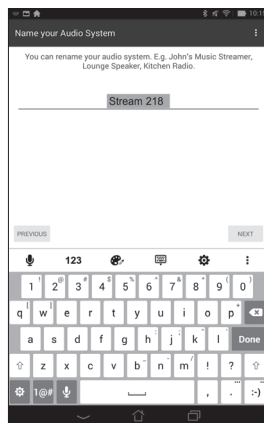 10:15
Name your Audio System
You can rename your audio system. E.g. John's Music Streamer,
Lounge Speaker, Kitchen Radio.
Stream 218
PREVIOUS NEXT
123
1 ! 2 @ 3 # 4 $ 5 % 6 ^ 7 & 8 * 9 ( 0 )
q [ w ] e r t y u i o p +
a s d f g h : j ; k " l ' Done
z x c v b - n _ m / ! ?
1@# , . ... :-)